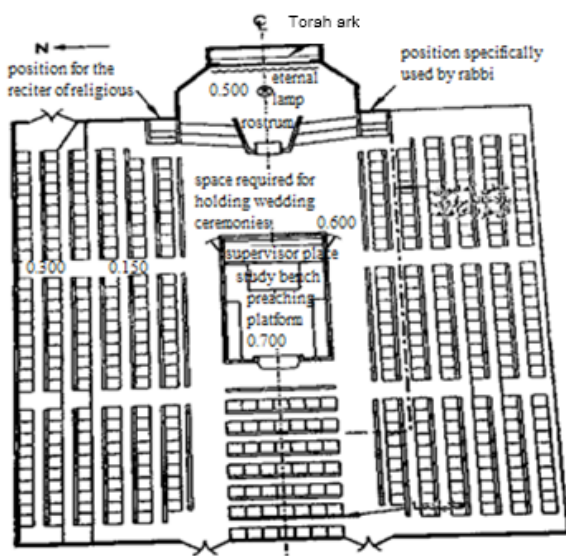 ℄ Torah ark
N
position for the
reciter of religious
position specifically
used by rabbi
0.500
eternal
lamp
rostrum
space required for
holding wedding
ceremonies
0.600
supervisor place
study bench
preaching
platform
0.700
0.300
0.150